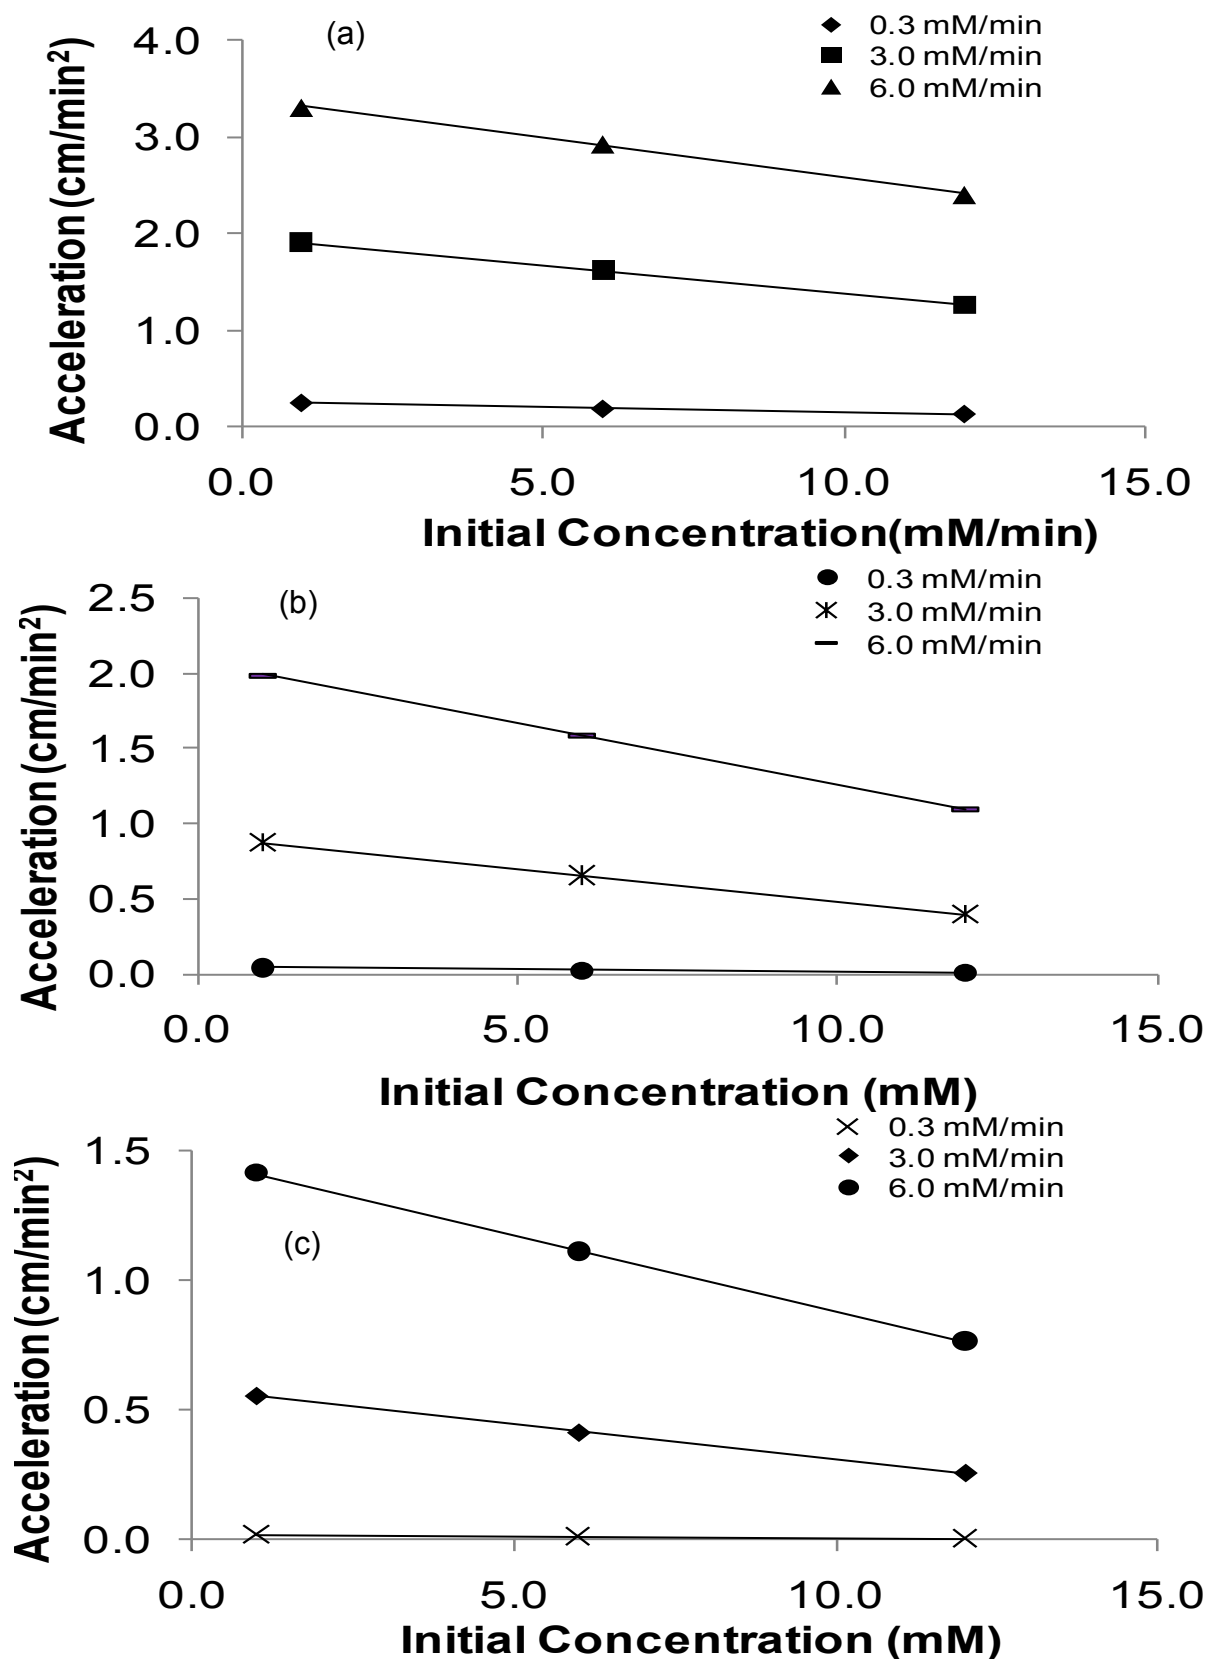 (a)
0.3 mM/min
3.0 mM/min
6.0 mM/min
Acceleration (cm/min²)
4.0
3.0
2.0
1.0
0.0
0.0 5.0 10.0 15.0
Initial Concentration(mM/min)
(b)
0.3 mM/min
3.0 mM/min
6.0 mM/min
Acceleration (cm/min²)
2.5
2.0
1.5
1.0
0.5
0.0
0.0 5.0 10.0 15.0
Initial Concentration (mM)
0.3 mM/min
3.0 mM/min
6.0 mM/min
(c)
Acceleration (cm/min²)
1.5
1.0
0.5
0.0
0.0 5.0 10.0 15.0
Initial Concentration (mM)